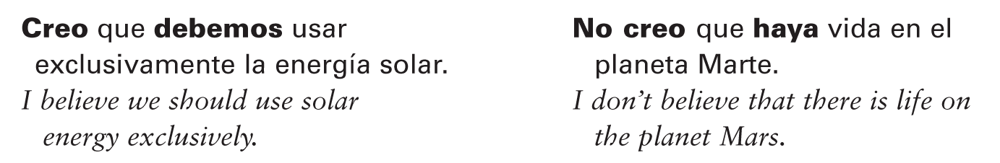 Creo que debemos usar
exclusivamente la energía solar.
I believe we should use solar
energy exclusively.
No creo que haya vida en el
planeta Marte.
I don't believe that there is life on
the planet Mars.